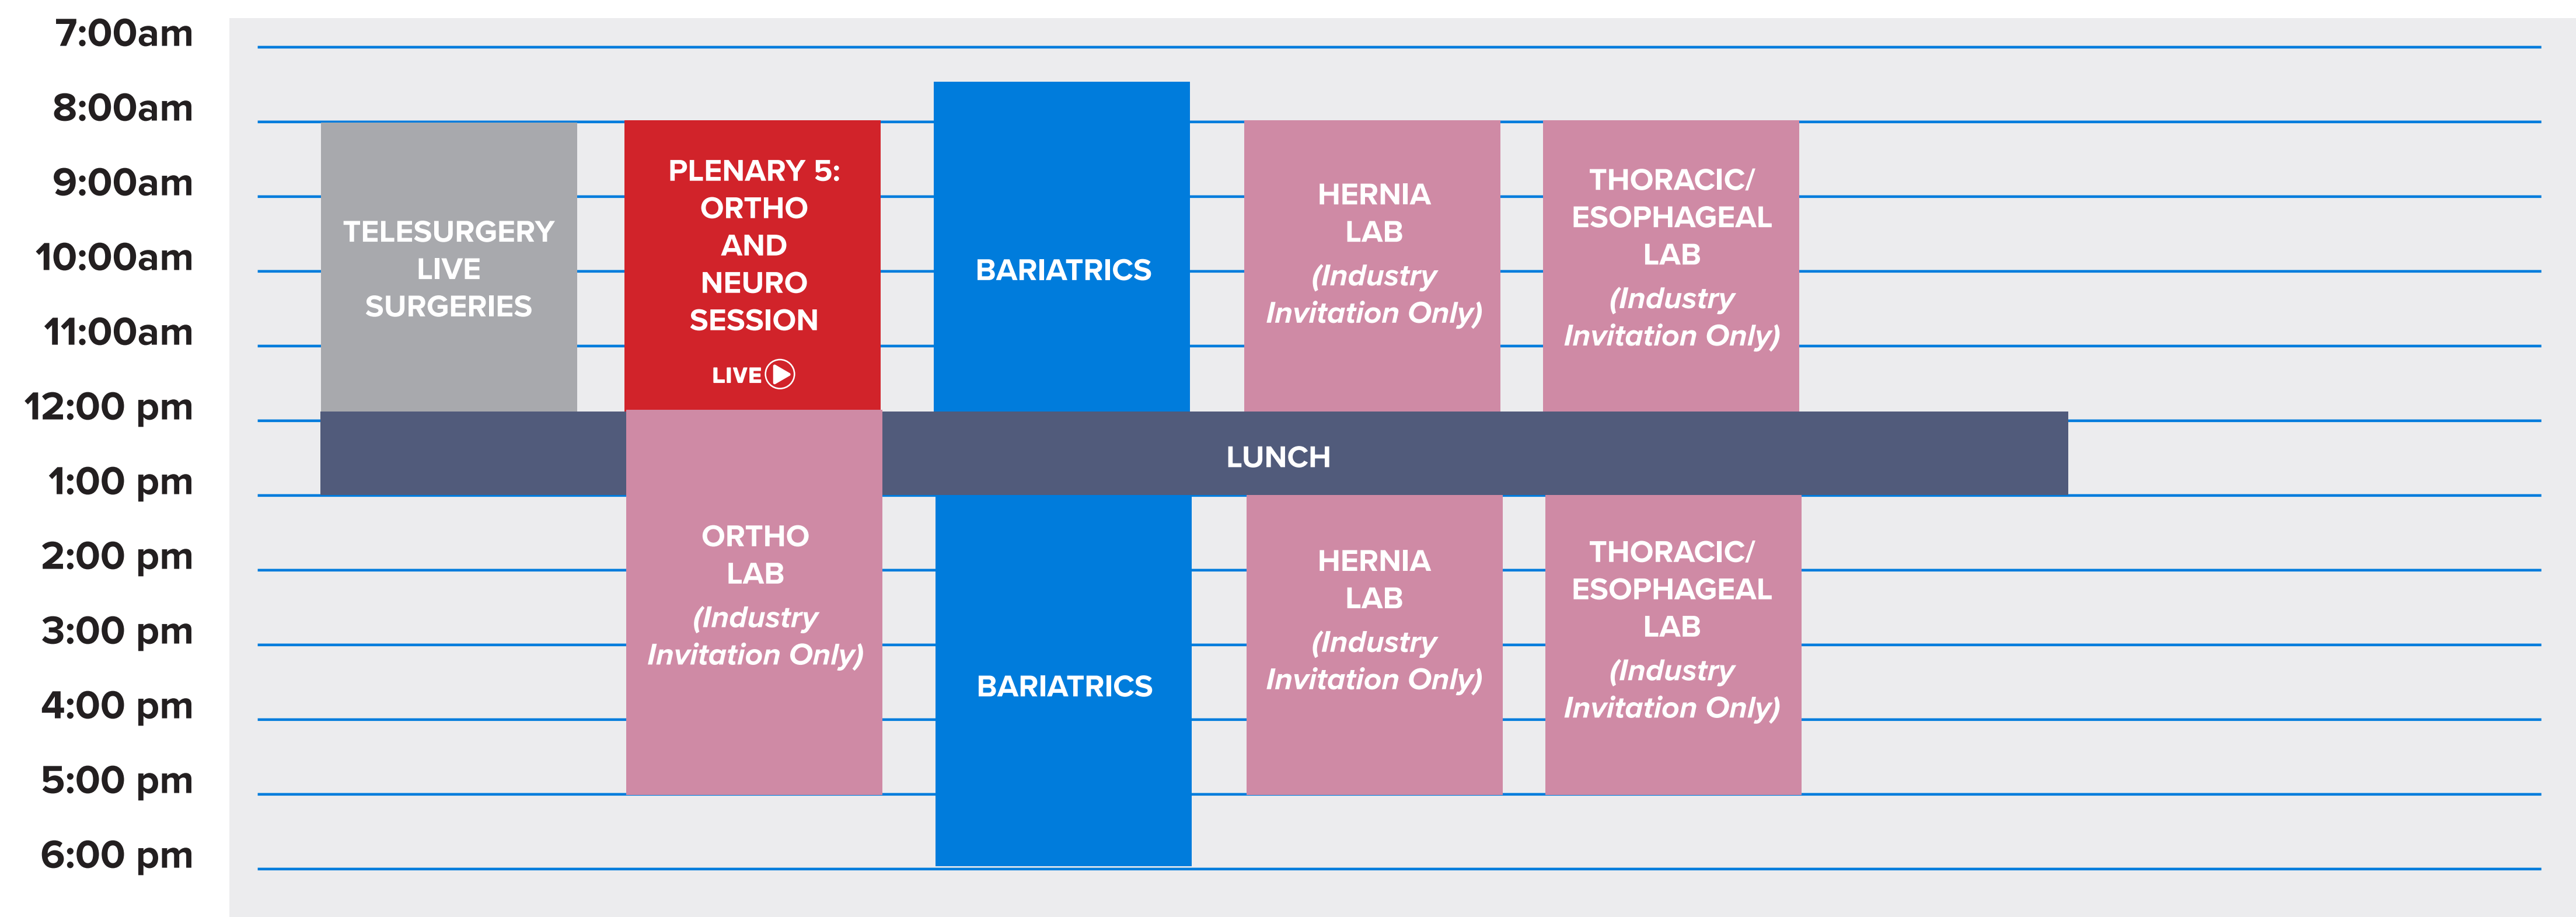 7:00am
8:00am
9:00am
10:00am
11:00am
12:00 pm
1:00 pm
2:00 pm
3:00 pm
4:00 pm
5:00 pm
6:00 pm
TELESURGERY
LIVE
SURGERIES
PLENARY 5:
ORTHO
AND
NEURO
SESSION
LIVE
BARIATRICS
HERNIA
LAB
(Industry
Invitation Only)
THORACIC/
ESOPHAGEAL
LAB
(Industry
Invitation Only)
LUNCH
ORTHO
LAB
(Industry
Invitation Only)
BARIATRICS
HERNIA
LAB
(Industry
Invitation Only)
THORACIC/
ESOPHAGEAL
LAB
(Industry
Invitation Only)